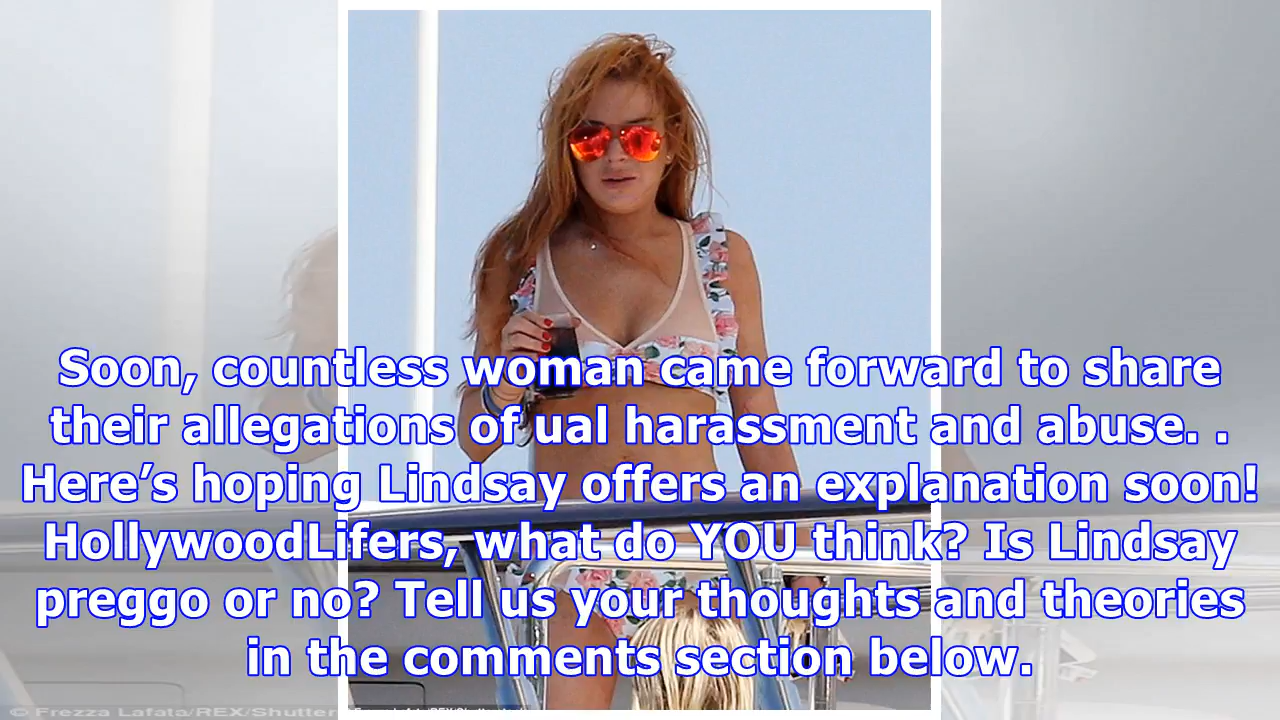 Soon, countless woman came forward to share
their allegations of ual harassment and abuse. .
Here’s hoping Lindsay offers an explanation soon!
HollywoodLifers, what do YOU think? Is Lindsay
preggo or no? Tell us your thoughts and theories
in the comments section below.
© Frezza Lafata/REX/Shutter